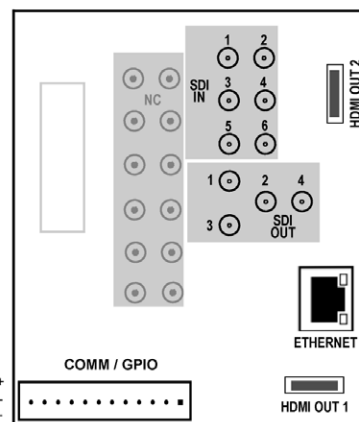 1 2
NC
SDI
IN
3 4
5 6
HDMI OUT 2
1 2 4
3
SDI
OUT
ETHERNET
COMM / GPIO
HDMI OUT 1
+
-